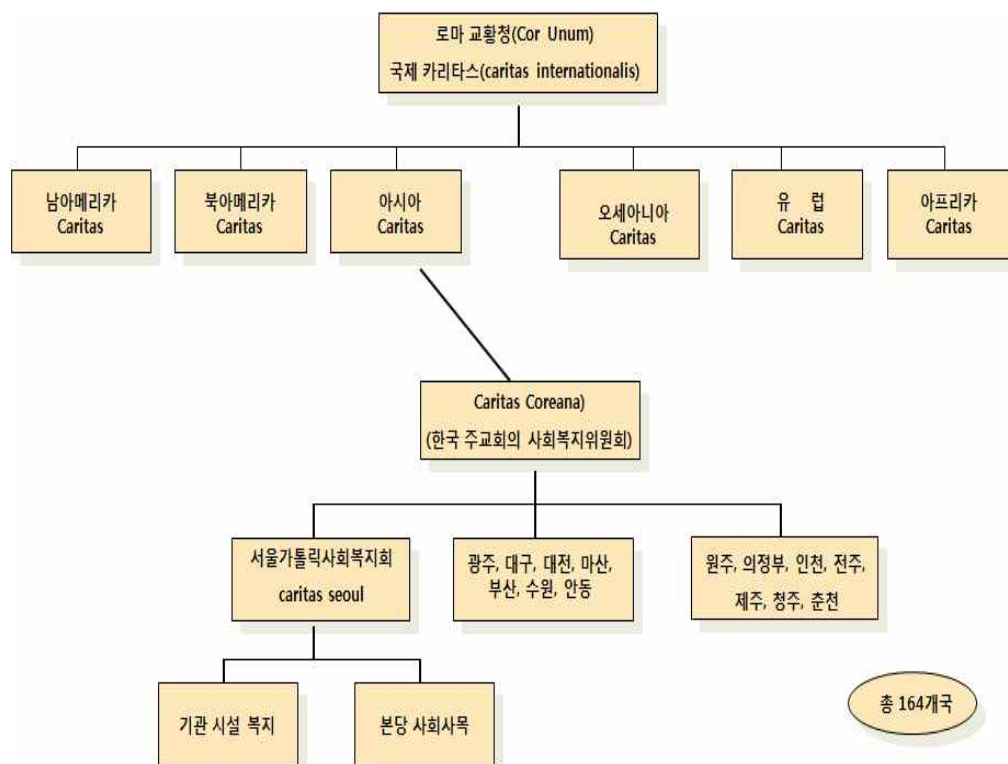 로마 교황청(Cor Unum)
국제 카리타스(caritas internationalis)
남아메리카
Caritas
북아메리카
Caritas
아시아
Caritas
오세아니아
Caritas
유 럽
Caritas
아프리카
Caritas
Caritas Coreana)
(한국 주교회의 사회복지위원회)
서울가톨릭사회복지회
caritas seoul
광주, 대구, 대전, 마산,
부산, 수원, 안동
원주, 의정부, 인천, 전주,
제주, 청주, 춘천
기관 시설 복지
본당 사회사목
총 164개국